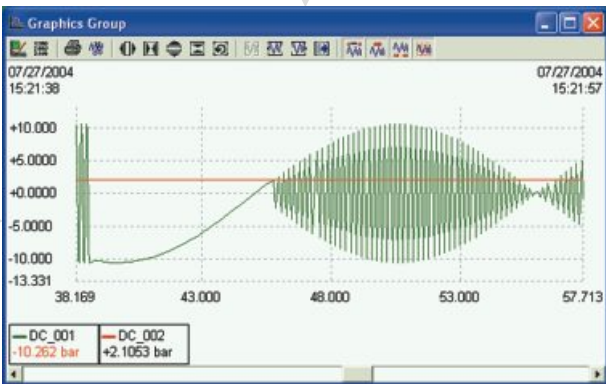 Graphics Group
07/27/2004 07/27/2004
15:21:38 15:21:57
+10.000
+5.0000
+0.0000
-5.0000
-10.000
-13.331
38.169 43.000 48.000 53.000 57.713
DC_001 DC_002
-10.262 bar +2.1053 bar